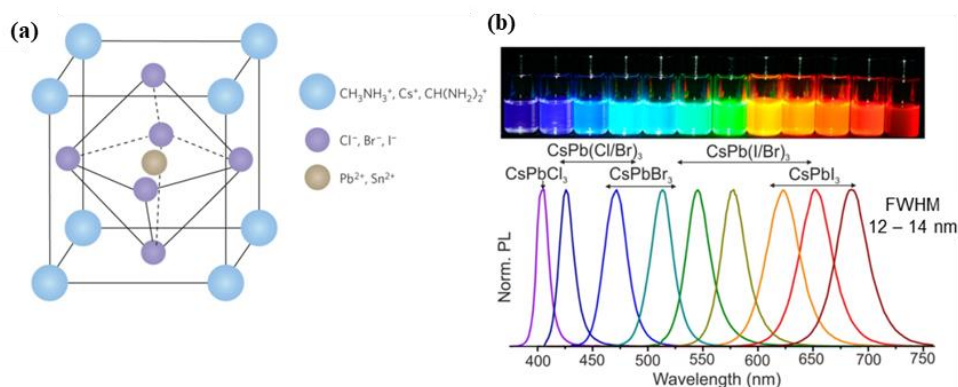 (a)
CH₃NH₃⁺, Cs⁺, CH(NH₂)₂⁺
Cl⁻, Br⁻, I⁻
Pb²⁺, Sn²⁺
(b)
CsPb(Cl/Br)₃
CsPb(I/Br)₃
CsPbCl₃
CsPbBr₃
CsPbI₃
FWHM
12 – 14 nm
Norm. PL
400 450 500 550 600 650 700 750
Wavelength (nm)